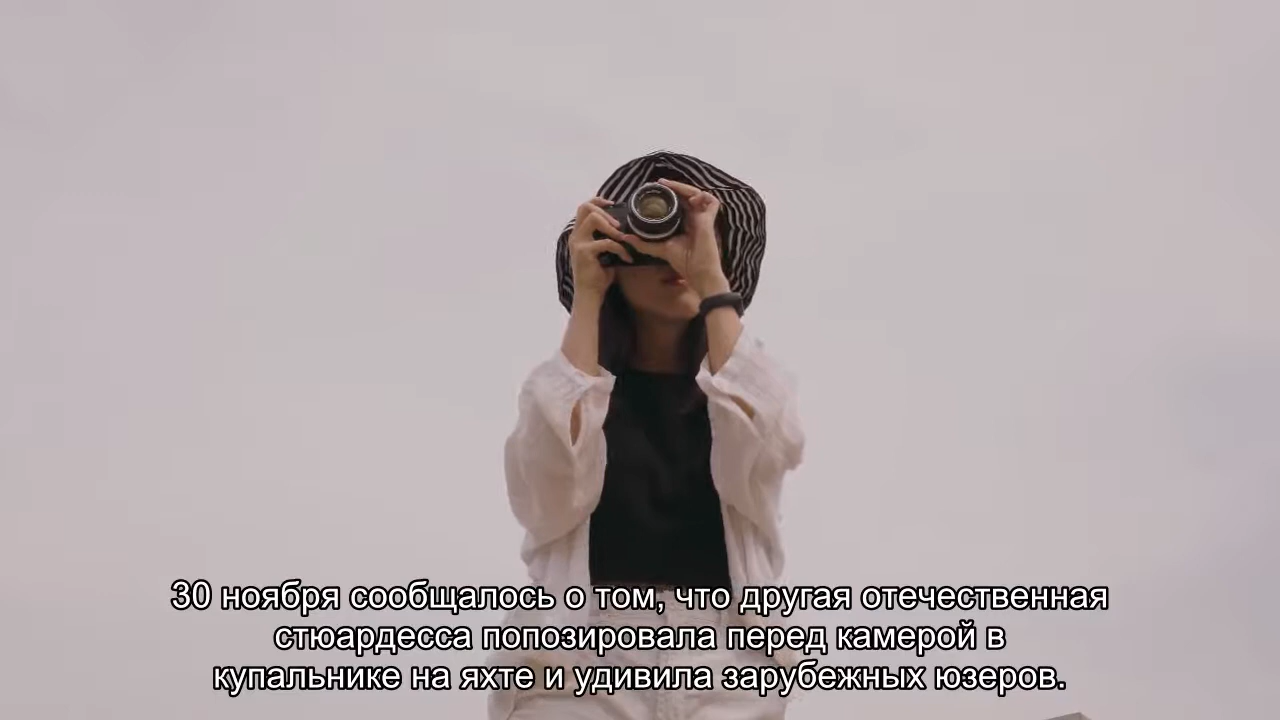 30 ноября сообщалось о том, что другая отечественная
стюардесса попозировала перед камерой в
купальнике на яхте и удивила зарубежных юзеров.